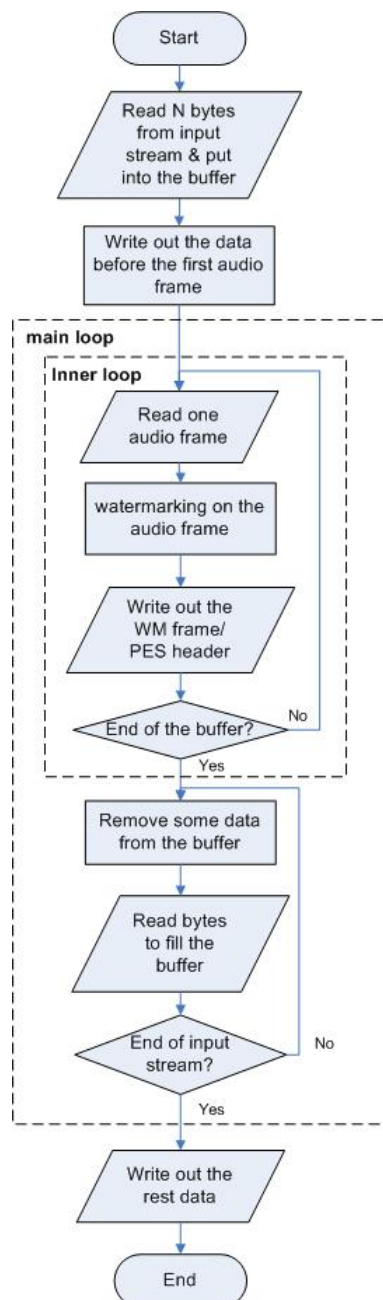 Start
Read N bytes
from input
stream & put
into the buffer
Write out the data
before the first audio
frame
main loop
Inner loop
Read one
audio frame
watermarking on the
audio frame
Write out the
WM frame/
PES header
End of the buffer?
No
Yes
Remove some data
from the buffer
Read bytes
to fill the
buffer
End of input
stream?
No
Yes
Write out the
rest data
End